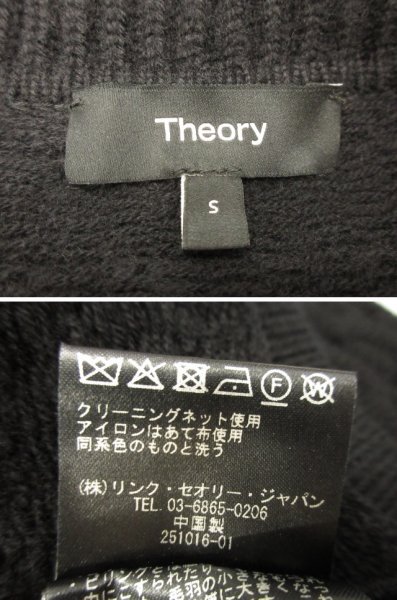 Theory
S
F
W
クリーニングネット使用
アイロンはあて布使用
同系色のものと洗う
(株)リンク・セオリー・ジャパン
TEL. 03-6865-0206
中国製
251016-01